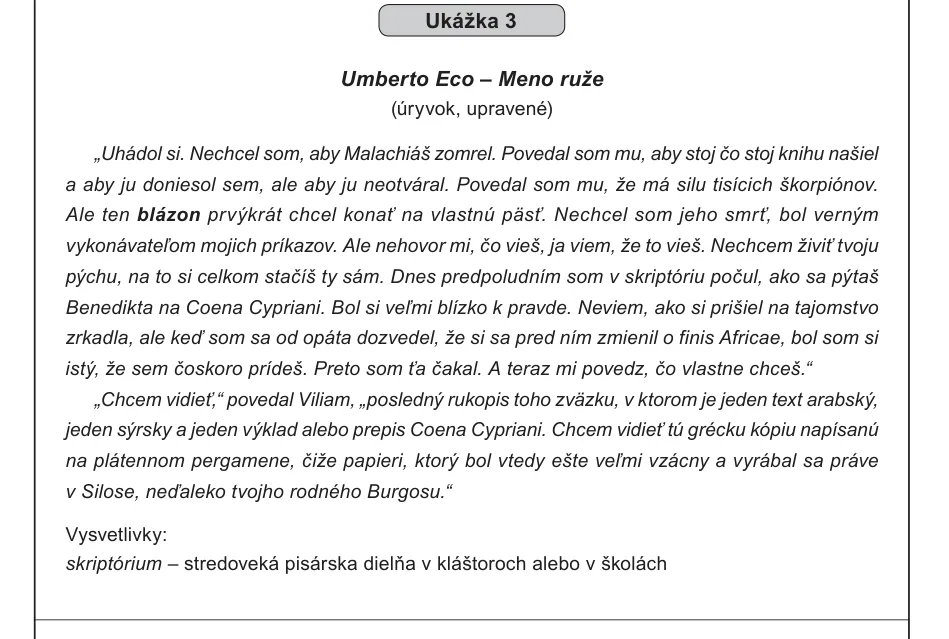 Ukážka 3
Umberto Eco – Meno ruže
(úryvok, upravené)
„Uhádol si. Nechcel som, aby Malachiáš zomrel. Povedal som mu, aby stoj čo stoj knihu našiel
a aby ju doniesol sem, ale aby ju neotváral. Povedal som mu, že má silu tisícich škorpiónov.
Ale ten blázon prvýkrát chcel konať na vlastnú päsť. Nechcel som jeho smrť, bol verným
vykonávateľom mojich príkazov. Ale nehovor mi, čo vieš, ja viem, že to vieš. Nechcem živiť tvoju
pýchu, na to si celkom stačíš ty sám. Dnes predpoludním som v skriptóriu počul, ako sa pýtaš
Benedikta na Coena Cypriani. Bol si veľmi blízko k pravde. Neviem, ako si prišiel na tajomstvo
zrkadla, ale keď som sa od opáta dozvedel, že si sa pred ním zmienil o finis Africae, bol som si
istý, že sem čoskoro prídeš. Preto som ťa čakal. A teraz mi povedz, čo vlastne chceš.“
„Chcem vidieť,“ povedal Viliam, „posledný rukopis toho zväzku, v ktorom je jeden text arabský,
jeden sýrsky a jeden výklad alebo prepis Coena Cypriani. Chcem vidieť tú grécku kópiu napísanú
na plátennom pergamene, čiže papieri, ktorý bol vtedy ešte veľmi vzácny a vyrábal sa práve
v Silose, neďaleko tvojho rodného Burgosu.“
Vysvetlivky:
skriptórium – stredoveká pisárska dielňa v kláštoroch alebo v školách